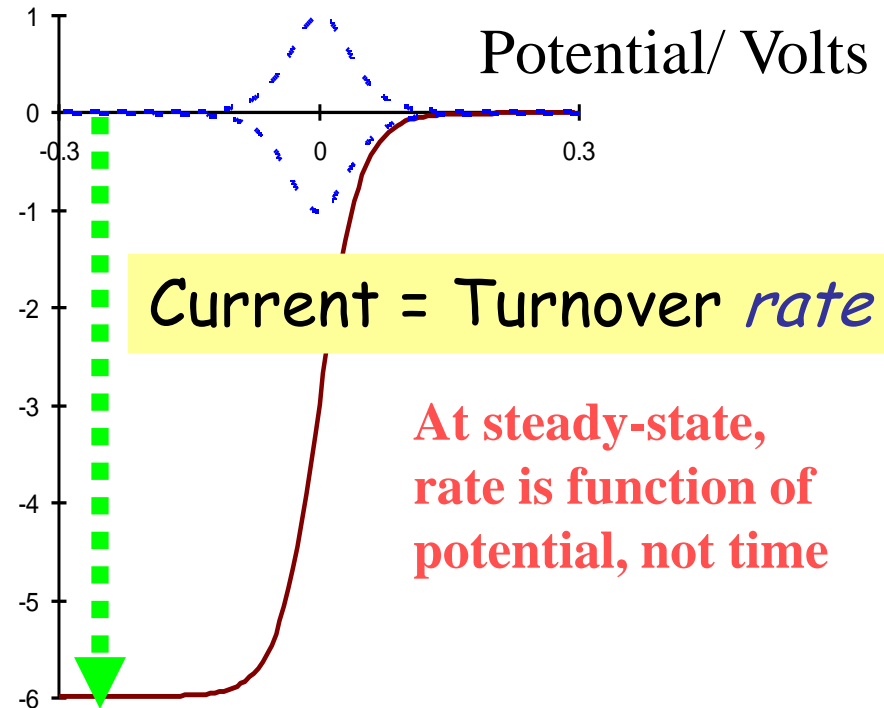 1
Potential/ Volts
0
-0.3
0
0.3
-1
Current = Turnover rate
-2
-3
At steady-state,
rate is function of
potential, not time
-4
-5
-6